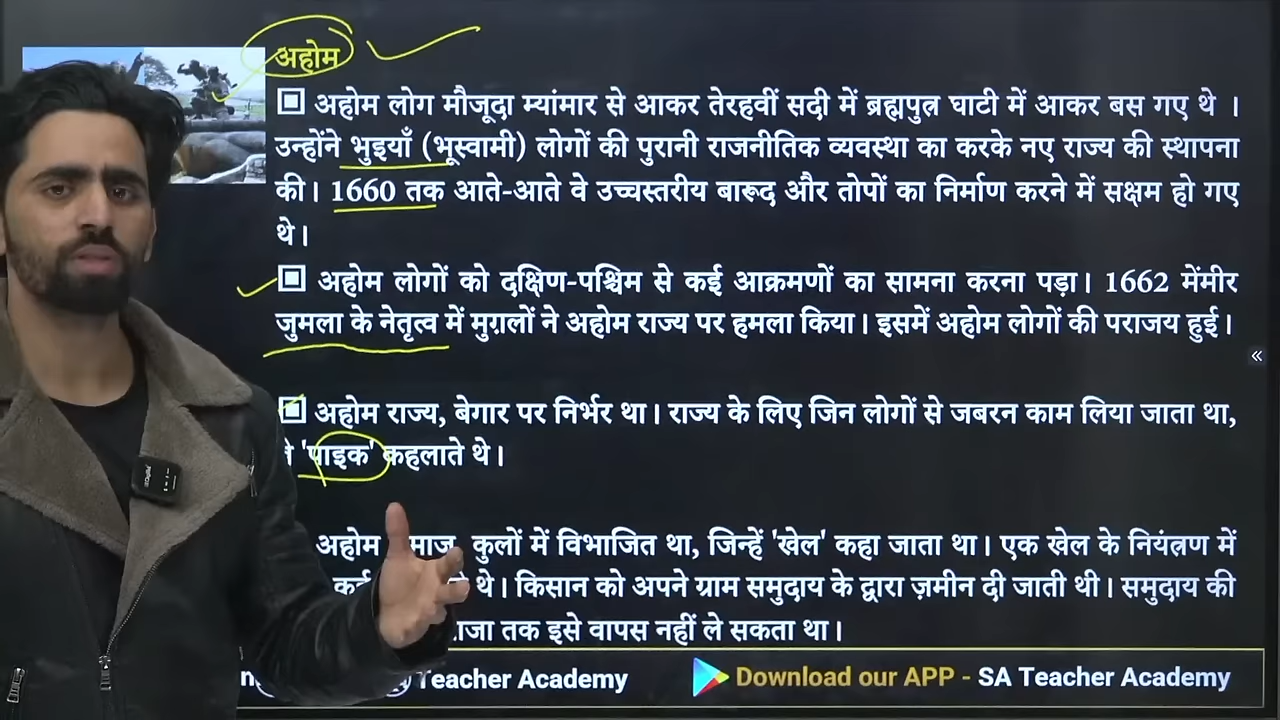 अहोम
अहोम लोग मौजूदा म्यांमार से आकर तेरहवीं सदी में ब्रह्मपुत्र घाटी में आकर बस गए थे ।
उन्होंने भुइयाँ (भूस्वामी) लोगों की पुरानी राजनीतिक व्यवस्था का करके नए राज्य की स्थापना
की। 1660 तक आते-आते वे उच्चस्तरीय बारूद और तोपों का निर्माण करने में सक्षम हो गए
थे।
अहोम लोगों को दक्षिण-पश्चिम से कई आक्रमणों का सामना करना पड़ा। 1662 मेंमीर
जुमला के नेतृत्व में मुग़लों ने अहोम राज्य पर हमला किया। इसमें अहोम लोगों की पराजय हुई।
अहोम राज्य, बेगार पर निर्भर था। राज्य के लिए जिन लोगों से जबरन काम लिया जाता था,
'पाइक' कहलाते थे।
अहोम कुलों में विभाजित था, जिन्हें 'खेल' कहा जाता था। एक खेल के नियंत्रण में
थे। किसान को अपने ग्राम समुदाय के द्वारा ज़मीन दी जाती थी। समुदाय की
तक इसे वापस नहीं ले सकता था।
Teacher Academy Download our APP - SA Teacher Academy